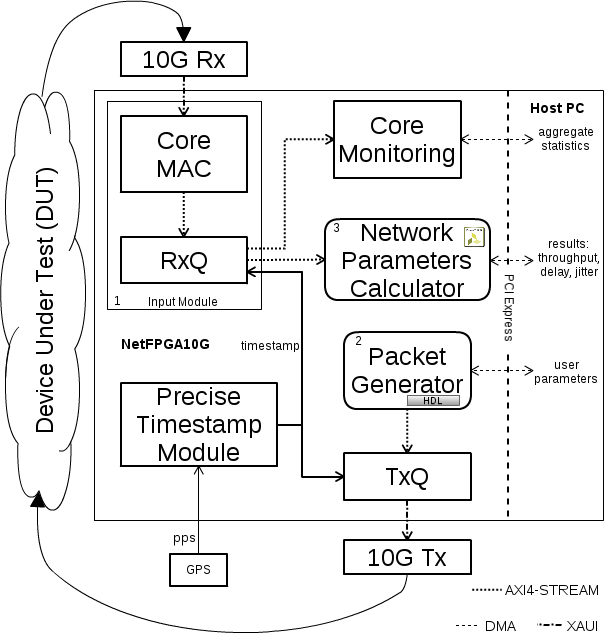 10G Rx
Host PC
Core
MAC
Core
Monitoring
aggregate
statistics
Device Under Test (DUT)
RxQ
1
Input Module
3
Network
Parameters
Calculator
results:
throughput,
delay, jitter
PCI Express
NetFPGA10G
timestamp
2
Packet
Generator
HDL
user
parameters
Precise
Timestamp
Module
TxQ
pps
GPS
10G Tx
AXI4-STREAM
DMA
XAUI